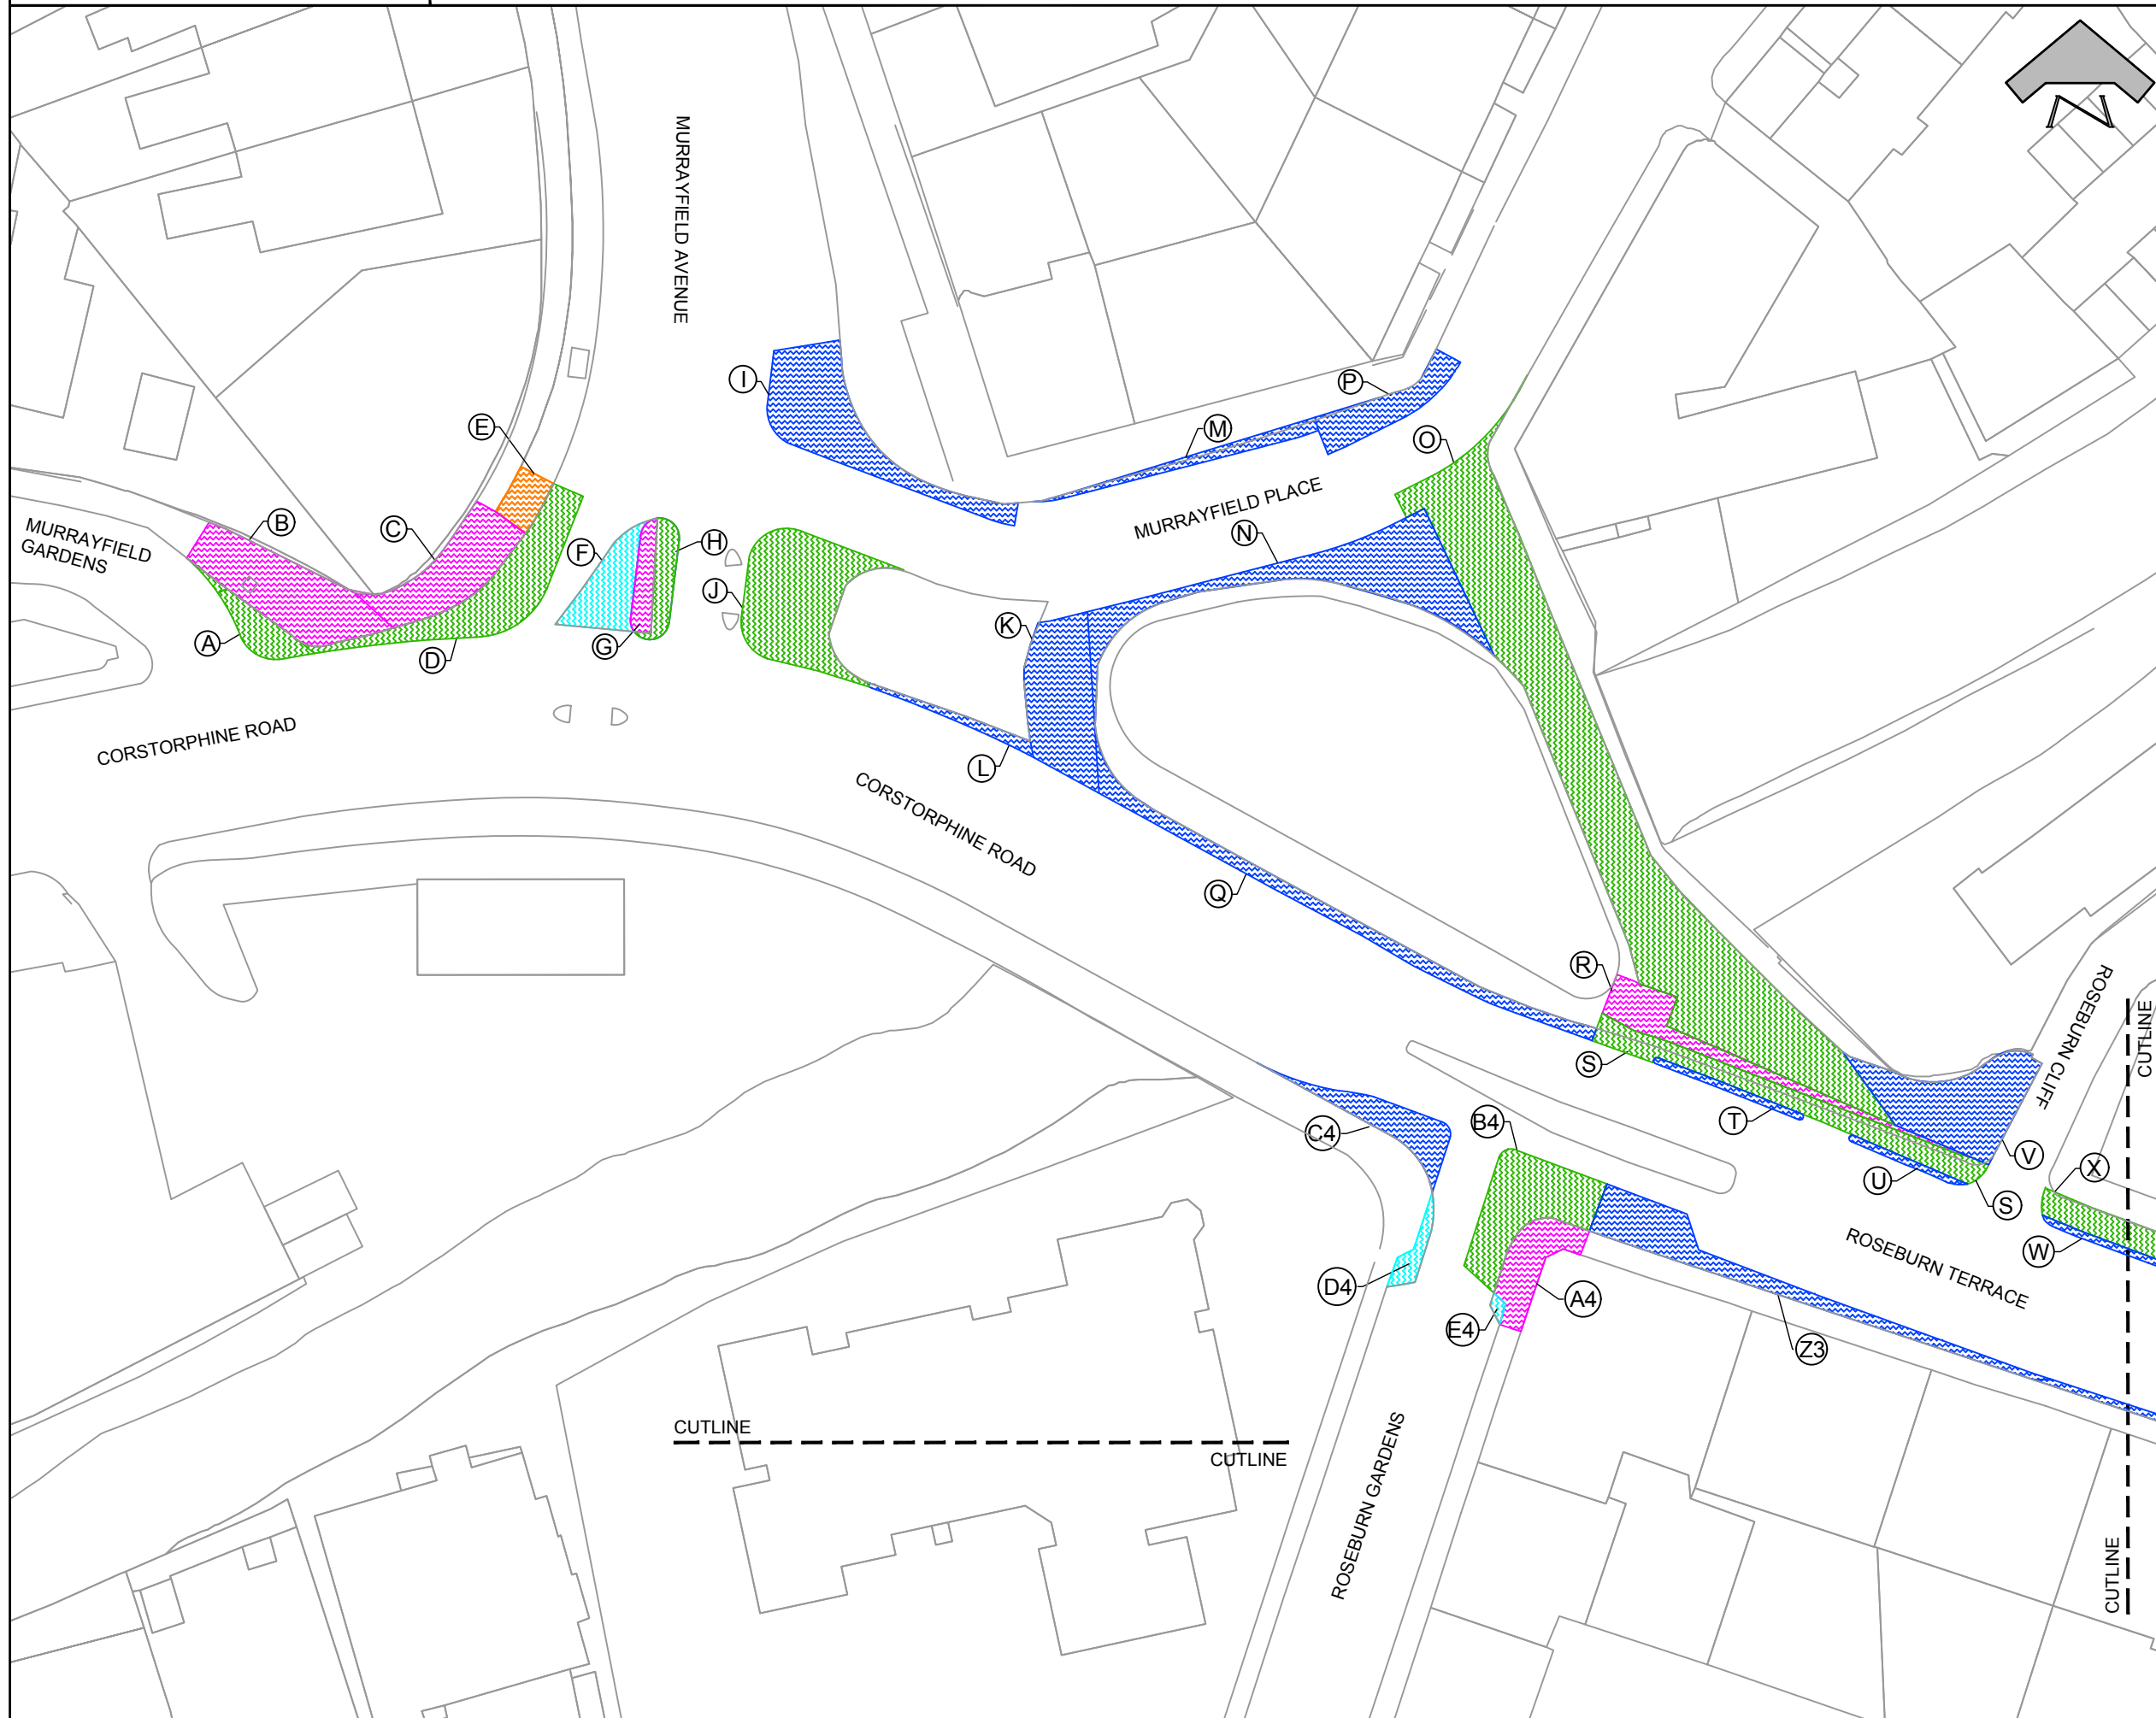 MURRAYFIELD AVENUE
I
P
M
E
O
B
C
MURRAYFIELD PLACE
MURRAYFIELD
GARDENS
F
H
N
J
K
A
G
D
CORSTORPHINE ROAD
L
CORSTORPHINE ROAD
Q
R
ROSEBURN CLIFF
CUTLINE
S
T
B4
C4
V
X
U
S
W
ROSEBURN TERRACE
D4
A4
E4
Z3
CUTLINE
CUTLINE
ROSEBURN GARDENS
CUTLINE
N